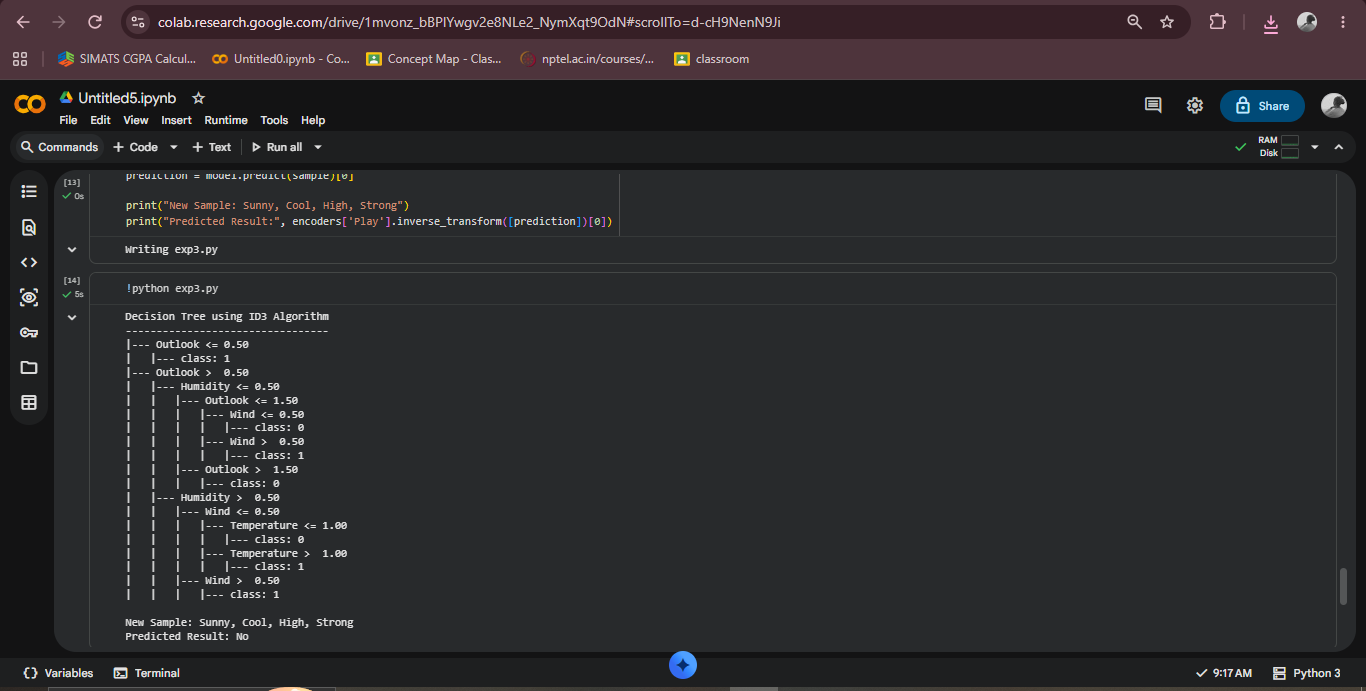 colab.research.google.com/drive/1mvonz_bBPIYwgv2e8NLe2_NymXqt9OdN#scrollTo=d-cH9NenN9Ji
SIMATS CGPA Calcul...
Untitled0.ipynb - Co...
Concept Map - Clas...
nptel.ac.in/courses/...
classroom
CO
Untitled5.ipynb
File Edit View Insert Runtime Tools Help
Share
Commands + Code + Text Run all
RAM
Disk
[13]
0s
prediction = model.predict(sample)[0]
print("New Sample: Sunny, Cool, High, Strong")
print("Predicted Result:", encoders['Play'].inverse_transform([prediction])[0])
Writing exp3.py
[14]
5s
!python exp3.py
Decision Tree using ID3 Algorithm
---------------------------------
|--- Outlook <= 0.50
|   |--- class: 1
|--- Outlook >  0.50
|   |--- Humidity <= 0.50
|   |   |--- Outlook <= 1.50
|   |   |   |--- Wind <= 0.50
|   |   |   |   |--- class: 0
|   |   |   |--- Wind >  0.50
|   |   |   |   |--- class: 1
|   |   |--- Outlook >  1.50
|   |   |   |--- class: 0
|   |--- Humidity >  0.50
|   |   |--- Wind <= 0.50
|   |   |   |--- Temperature <= 1.00
|   |   |   |   |--- class: 0
|   |   |   |--- Temperature >  1.00
|   |   |   |   |--- class: 1
|   |   |--- Wind >  0.50
|   |   |   |--- class: 1
New Sample: Sunny, Cool, High, Strong
Predicted Result: No
Variables
Terminal
9:17 AM
Python 3